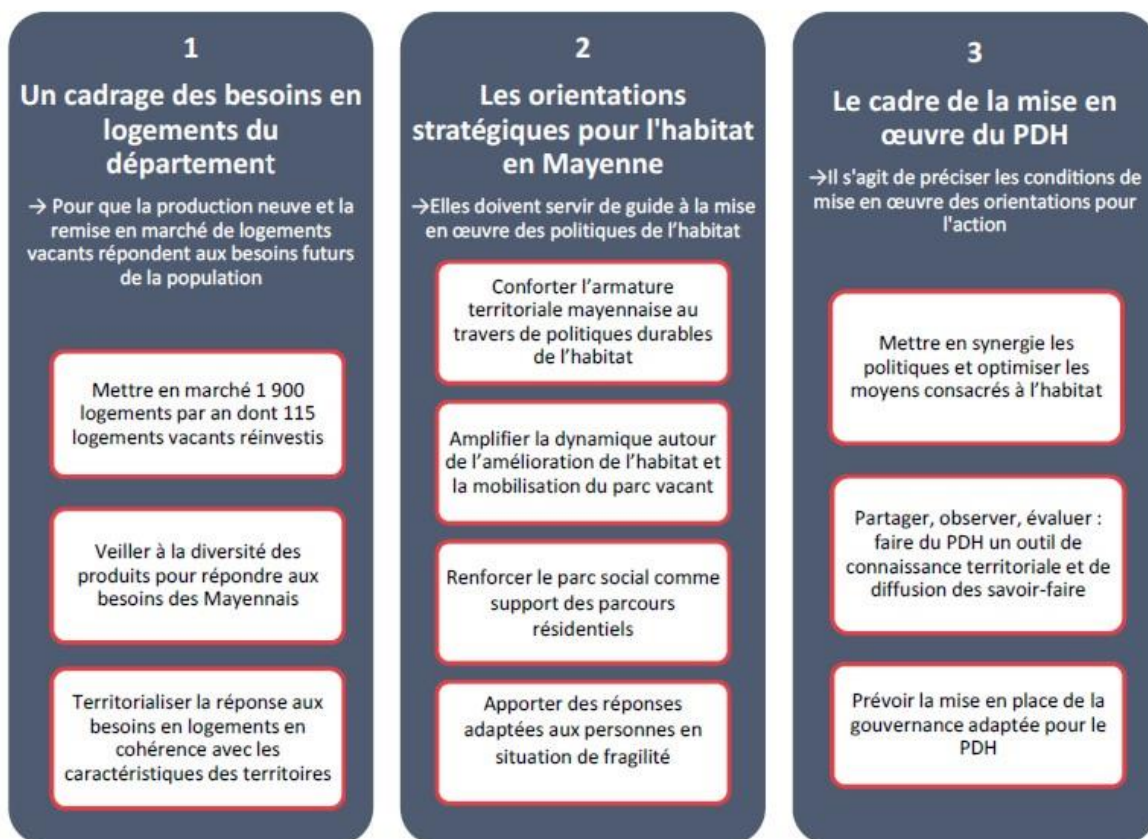 1
Un cadrage des besoins en
logements du
département
→ Pour que la production neuve et la
remise en marché de logements
vacants répondent aux besoins futurs
de la population
Mettre en marché 1 900
logements par an dont 115
logements vacants réinvestis
Veiller à la diversité des
produits pour répondre aux
besoins des Mayennais
Territorialiser la réponse aux
besoins en logements en
cohérence avec les
caractéristiques des territoires
2
Les orientations
stratégiques pour l'habitat
en Mayenne
→Elles doivent servir de guide à la mise
en œuvre des politiques de l’habitat
Conforter l’armature
territoriale mayennaise au
travers de politiques durables
de l’habitat
Amplifier la dynamique autour
de l’amélioration de l’habitat et
la mobilisation du parc vacant
Renforcer le parc social comme
support des parcours
résidentiels
Apporter des réponses
adaptées aux personnes en
situation de fragilité
3
Le cadre de la mise en
œuvre du PDH
→Il s'agit de préciser les conditions de
mise en œuvre des orientations pour
l'action
Mettre en synergie les
politiques et optimiser les
moyens consacrés à l’habitat
Partager, observer, évaluer :
faire du PDH un outil de
connaissance territoriale et de
diffusion des savoir-faire
Prévoir la mise en place de la
gouvernance adaptée pour le
PDH